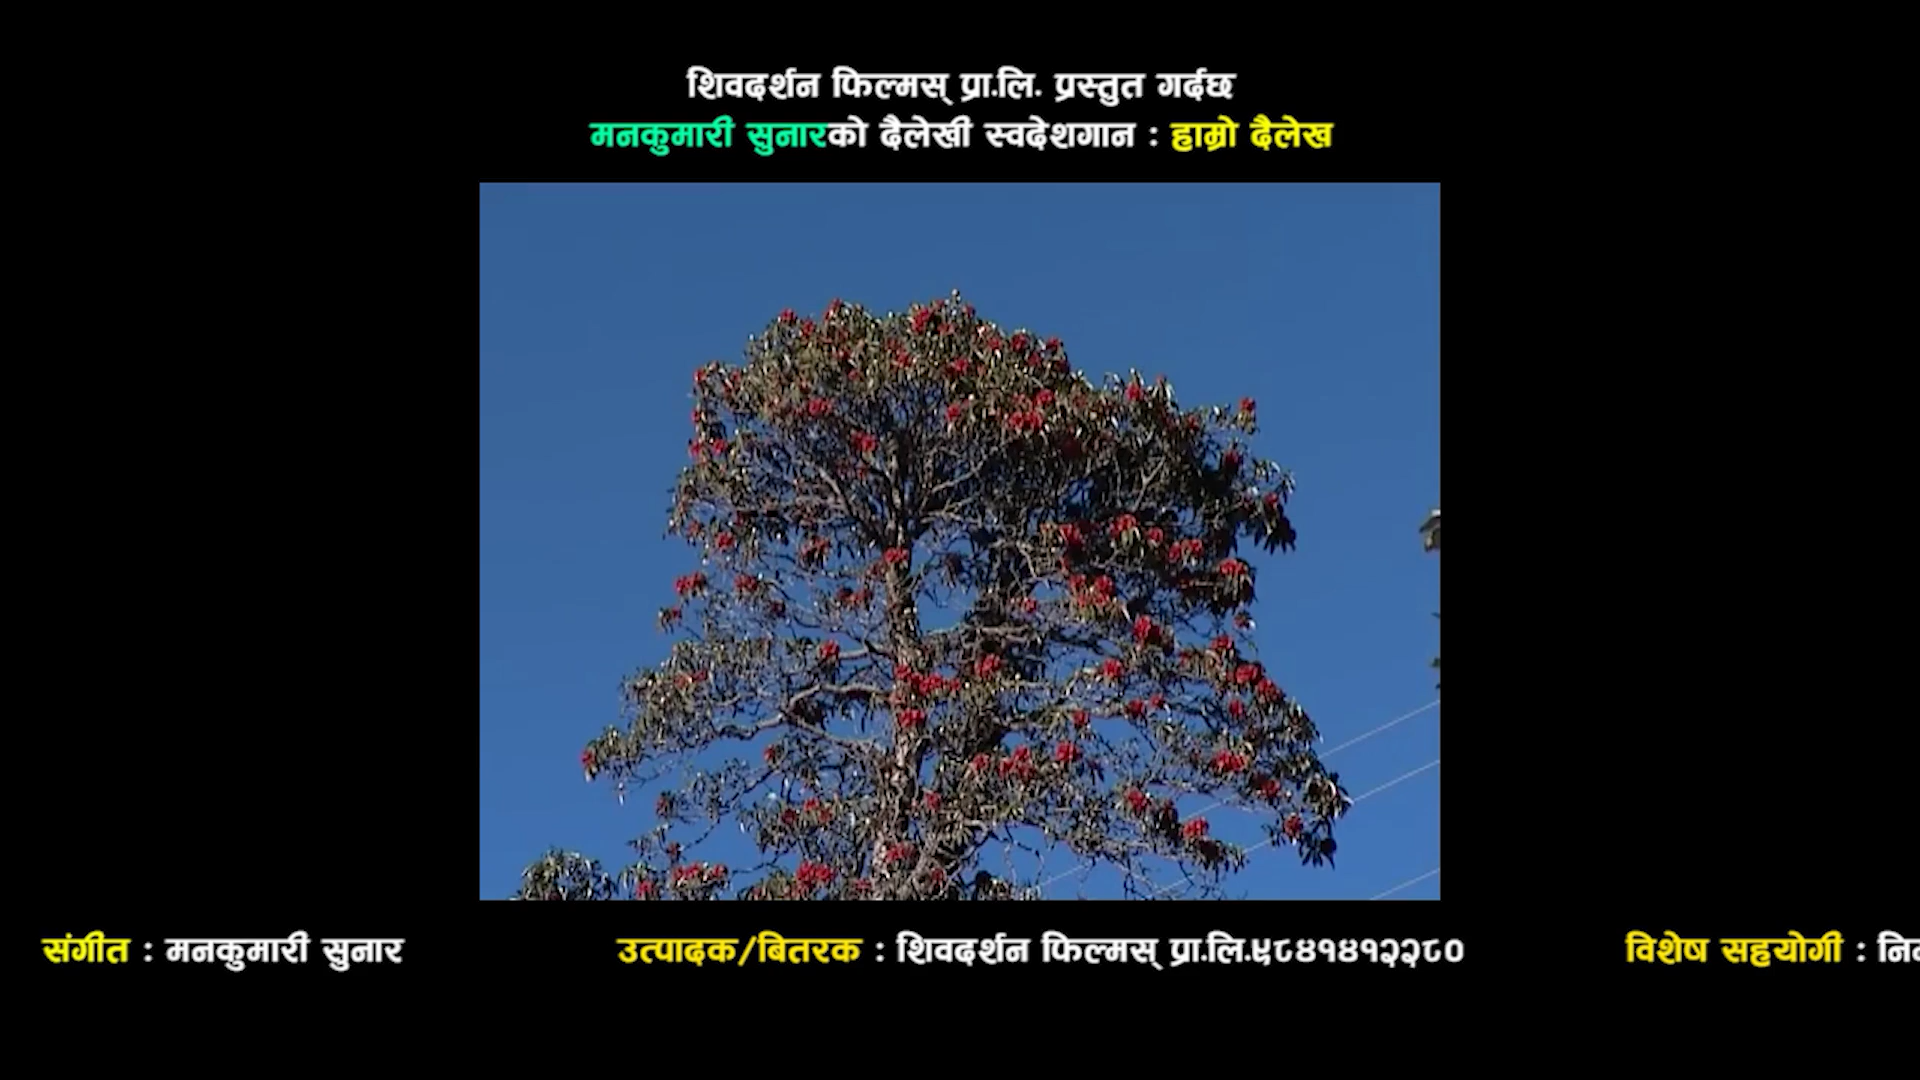 शिवदर्शन फिल्मस् प्रा.लि. प्रस्तुत गर्दछ
मनकुमारी सुनारको दैलेखी स्वदेशगान : हाम्रो दैलेख
संगीत : मनकुमारी सुनार उत्पादक/बितरक : शिवदर्शन फिल्मस् प्रा.लि.९८४१४१२२८० विशेष सहयोगी :